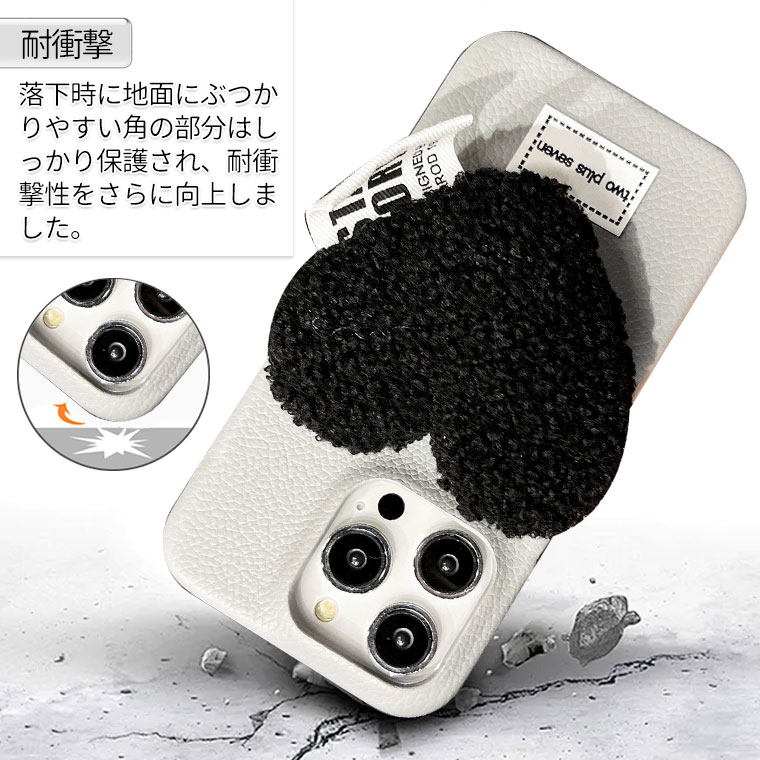 耐衝撃
落下時に地面にぶつか
りやすい角の部分はし
っかり保護され、耐衝
撃性をさらに向上しま
した。
two plus seven